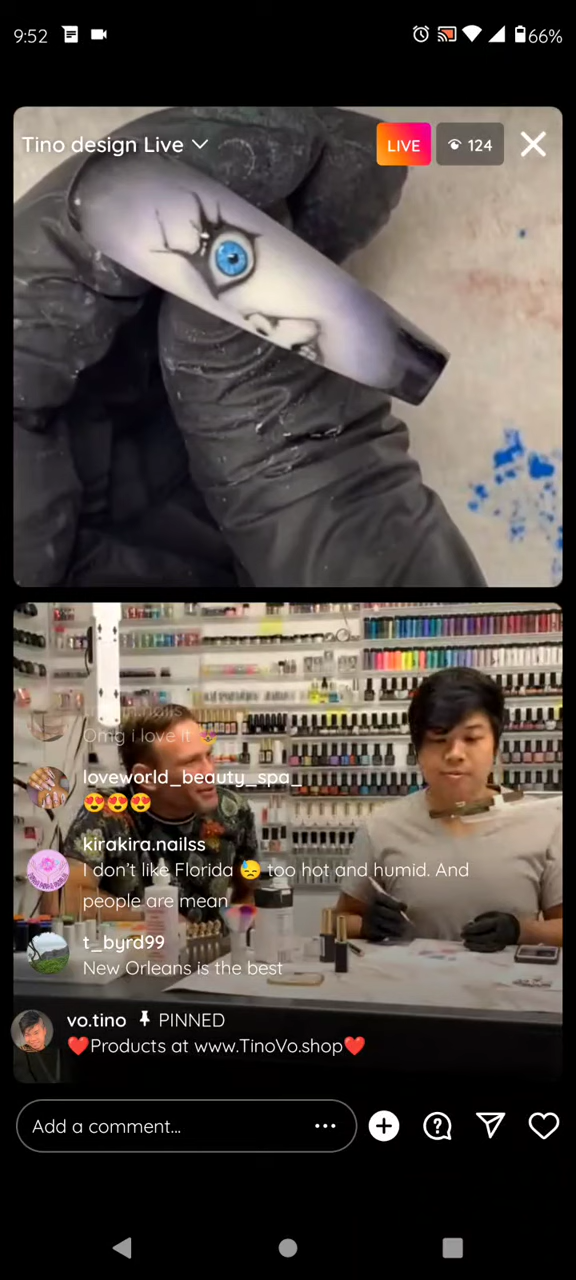 9:52
66%
Tino design Live
LIVE
124
Omg i love it
loveworld_beauty_spa_
😍😍😍
kirakira.nailss
I don't like Florida 😓 too hot and humid. And
people are mean
t_byrd99
New Orleans is the best
vo.tino PINNED
❤️Products at www.TinoVo.shop❤️
Add a comment...